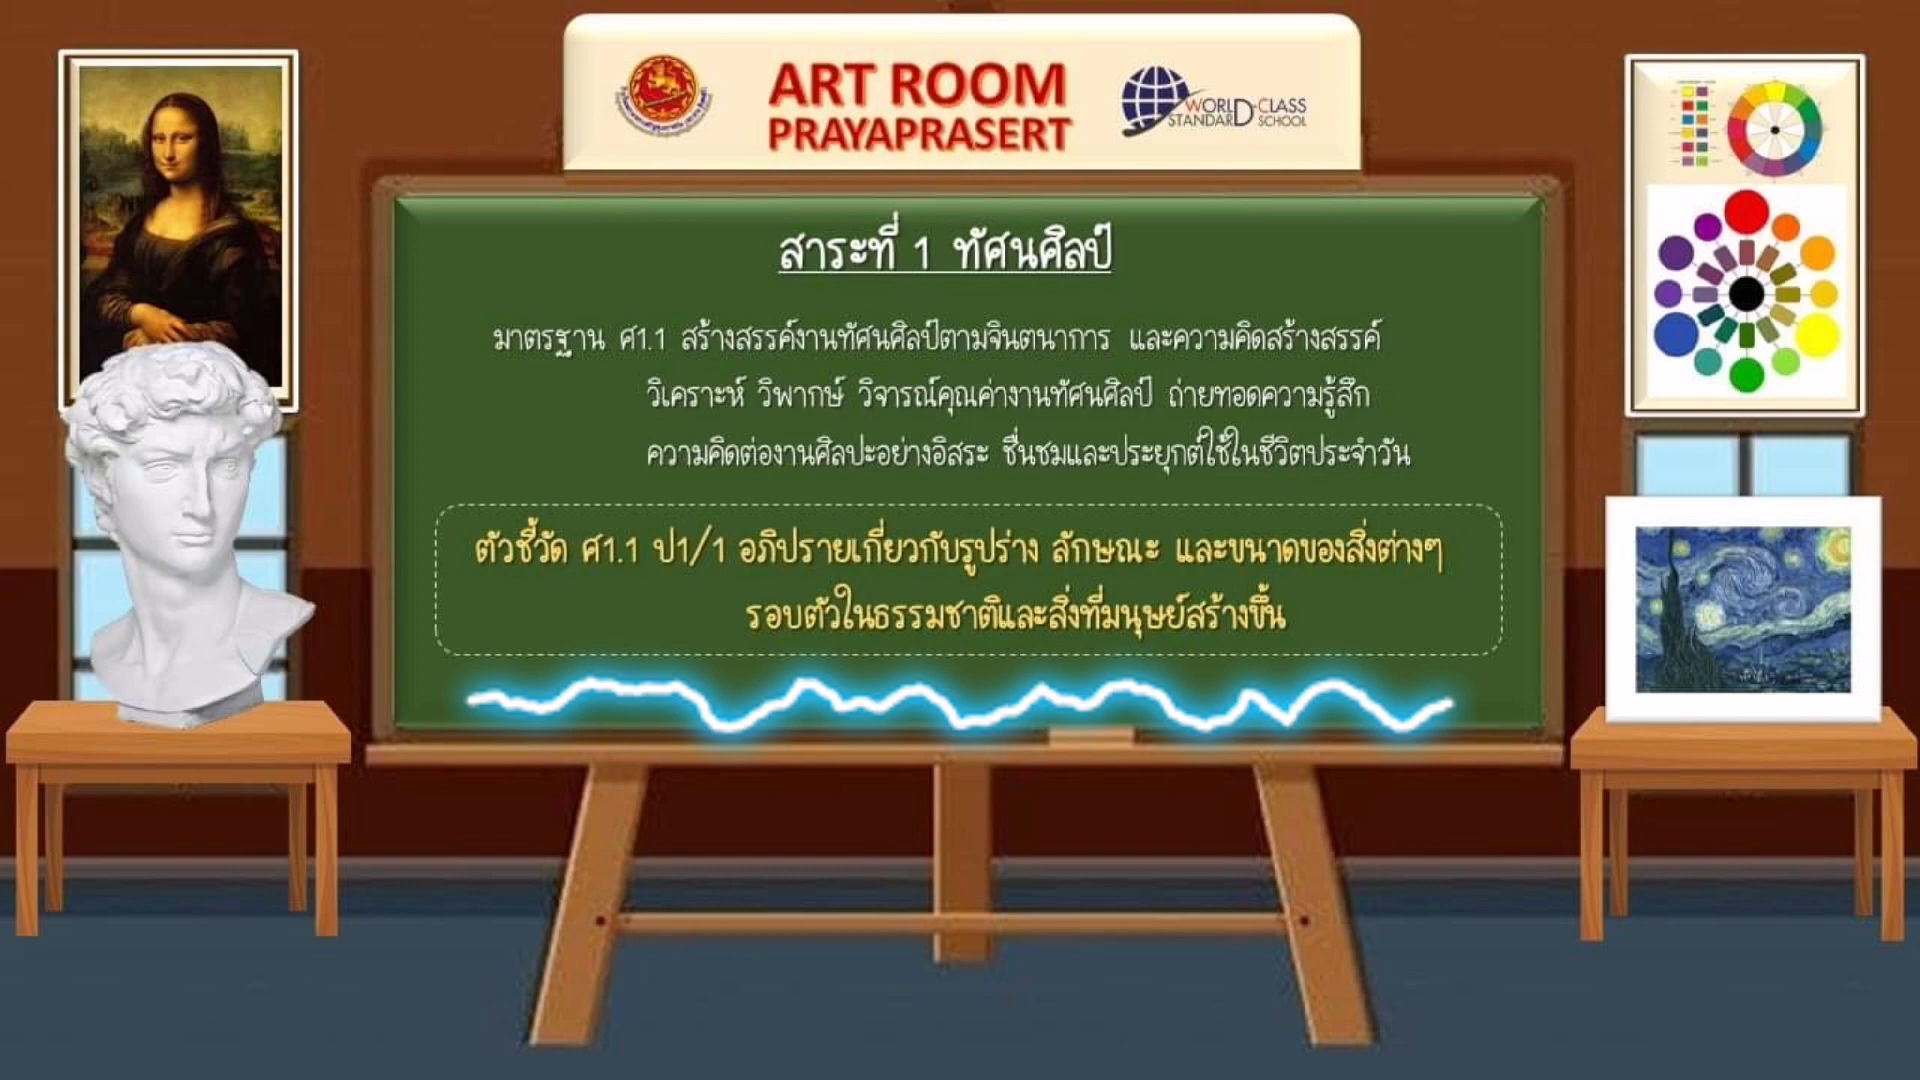 ART ROOM
PRAYAPRASERT
WORLD-CLASS
STANDARD SCHOOL
สาระที่ 1 ทัศนศิลป์
มาตรฐาน ศ1.1 สร้างสรรค์งานทัศนศิลป์ตามจินตนาการ และความคิดสร้างสรรค์
วิเคราะห์ วิพากษ์ วิจารณ์คุณค่างานทัศนศิลป์ ถ่ายทอดความรู้สึก
ความคิดต่องานศิลปะอย่างอิสระ ชื่นชมและประยุกต์ใช้ในชีวิตประจำวัน
ตัวชี้วัด ศ1.1 ป1/1 อภิปรายเกี่ยวกับรูปร่าง ลักษณะ และขนาดของสิ่งต่างๆ
รอบตัวในธรรมชาติและสิ่งที่มนุษย์สร้างขึ้น